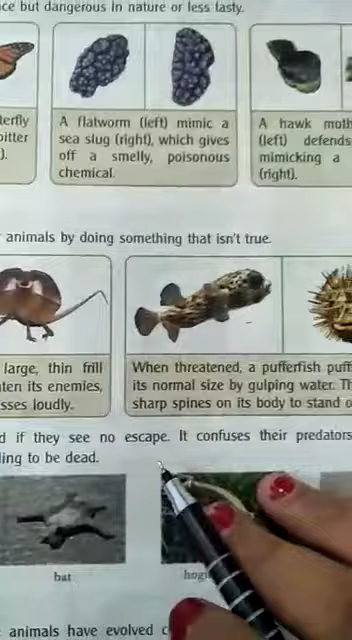 ce but dangerous in nature or less tasty.
terfly
bitter
).
A flatworm (left) mimic a
sea slug (right), which gives
off a smelly, poisonous
chemical.
A hawk moth
(left) defends
mimicking a
(right).
animals by doing something that isn't true.
large, thin frill
ten its enemies,
sses loudly.
When threatened, a pufferfish puff
its normal size by gulping water. Th
sharp spines on its body to stand o
d if they see no escape. It confuses their predators
ling to be dead.
bat
hog
animals have evolved c